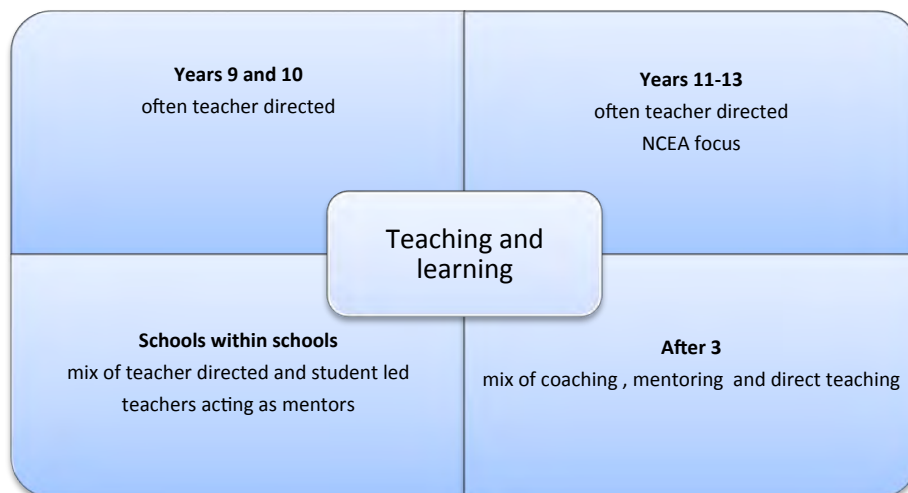 Years 9 and 10
often teacher directed
Years 11-13
often teacher directed
NCEA focus
Teaching and
learning
Schools within schools
mix of teacher directed and student led
teachers acting as mentors
After 3
mix of coaching , mentoring and direct teaching